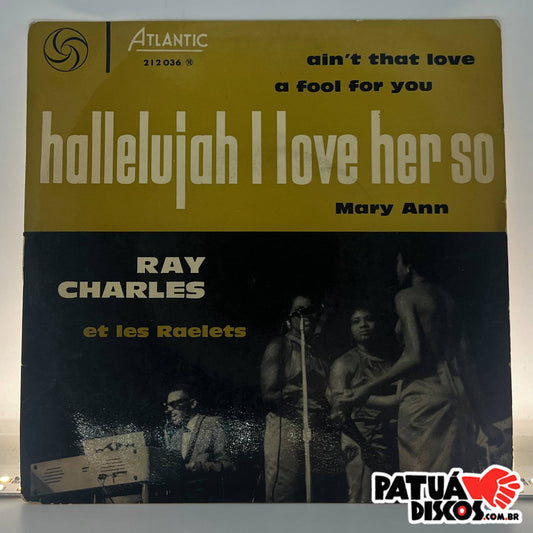 ATLANTIC
212036 M
ain't that love
a fool for you
hallelujah I love her so
Mary Ann
RAY
CHARLES
et les Raelets
PATUÁ
DISCOS.COM.BR